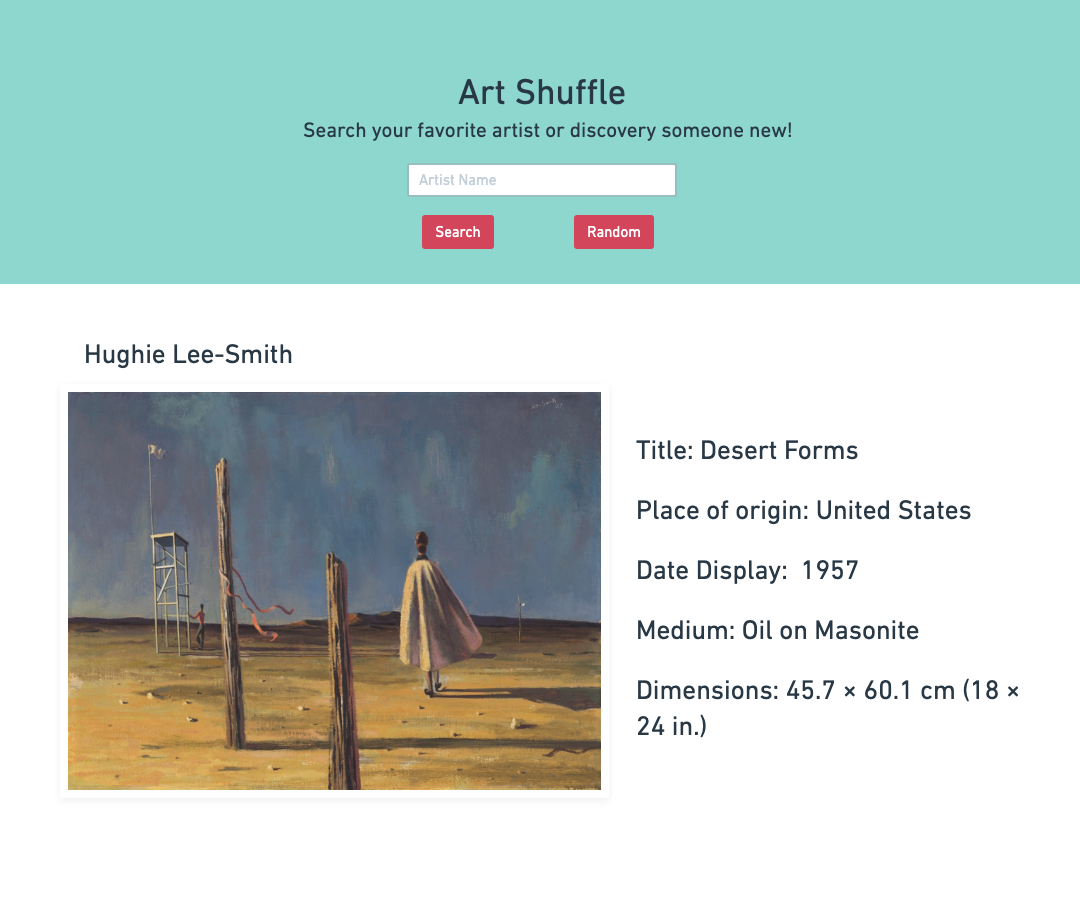 Art Shuffle
Search your favorite artist or discovery someone new!
Artist Name
Search
Random
Hughie Lee-Smith
Title: Desert Forms
Place of origin: United States
Date Display:  1957
Medium: Oil on Masonite
Dimensions: 45.7 × 60.1 cm (18 ×
24 in.)